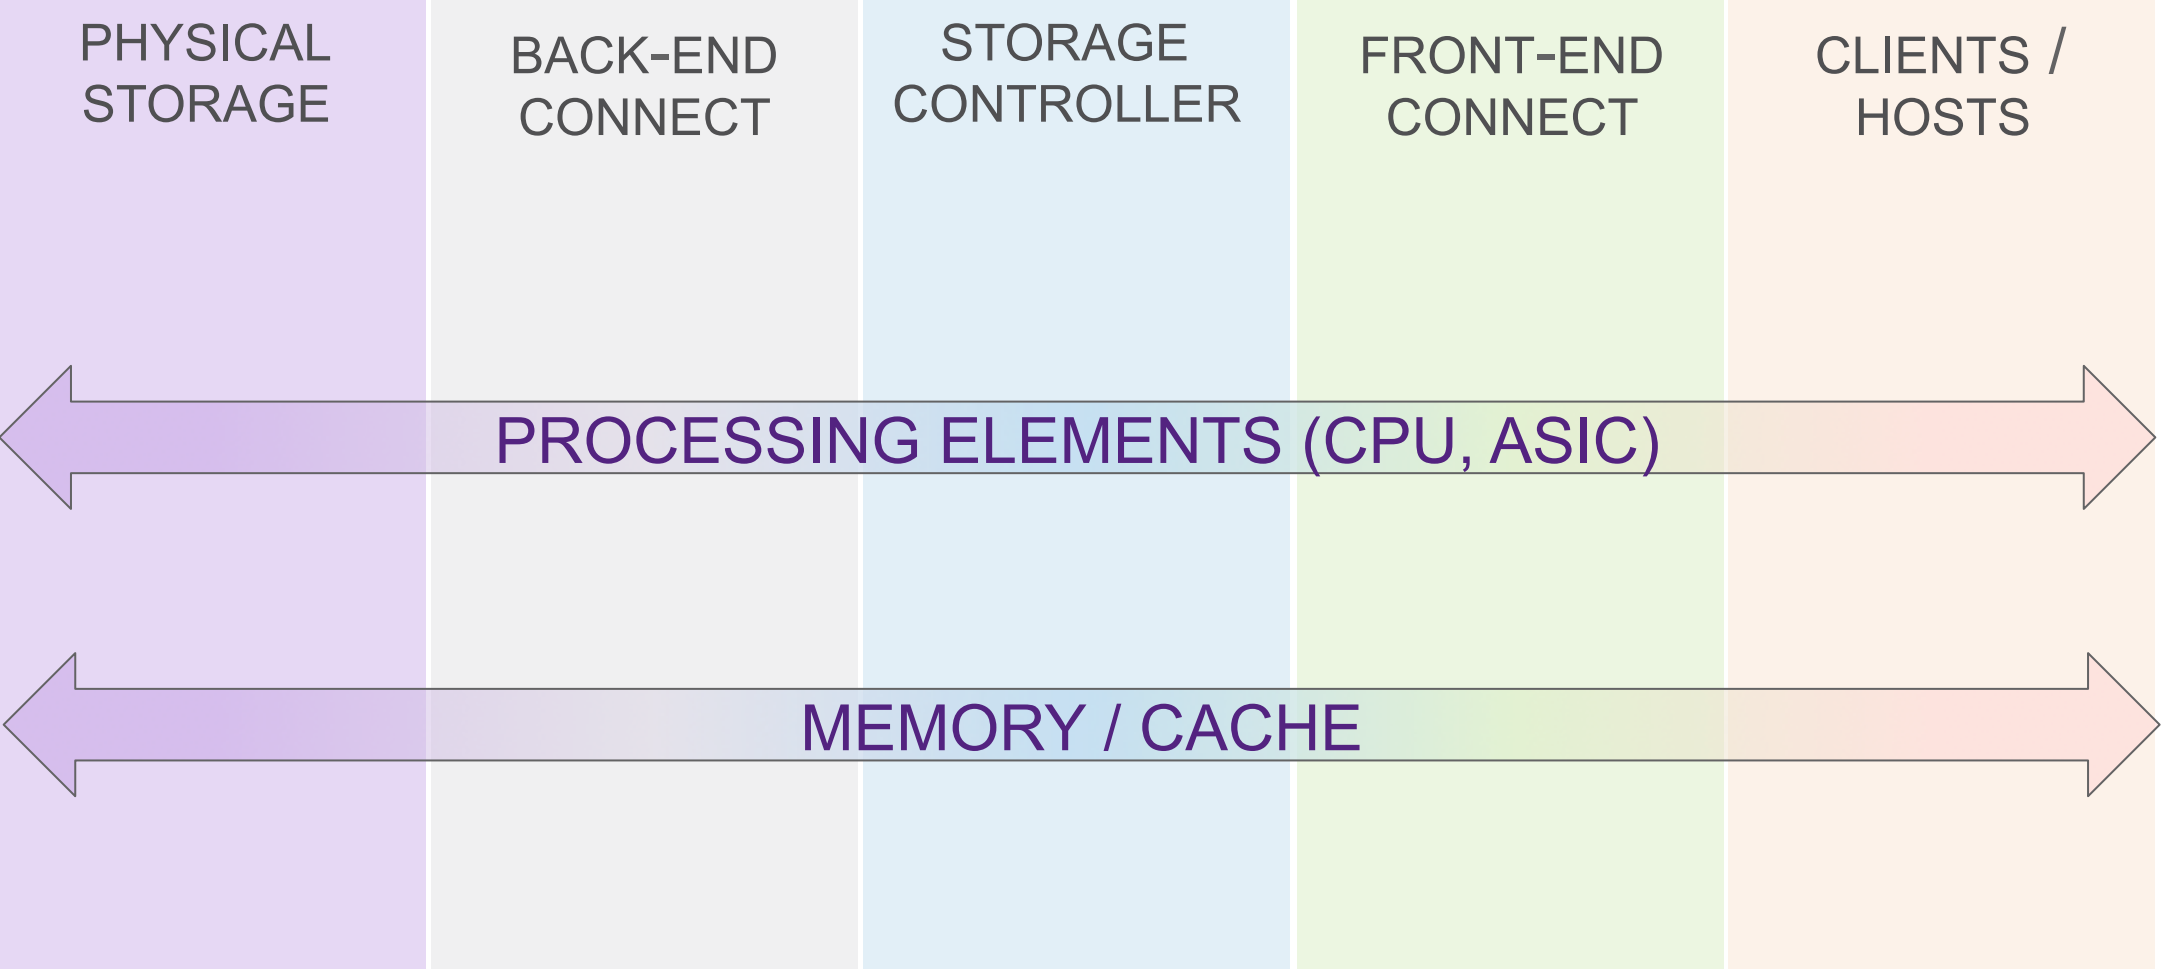 PHYSICAL
STORAGE
BACK-END
CONNECT
STORAGE
CONTROLLER
FRONT-END
CONNECT
CLIENTS /
HOSTS
PROCESSING ELEMENTS (CPU, ASIC)
MEMORY / CACHE